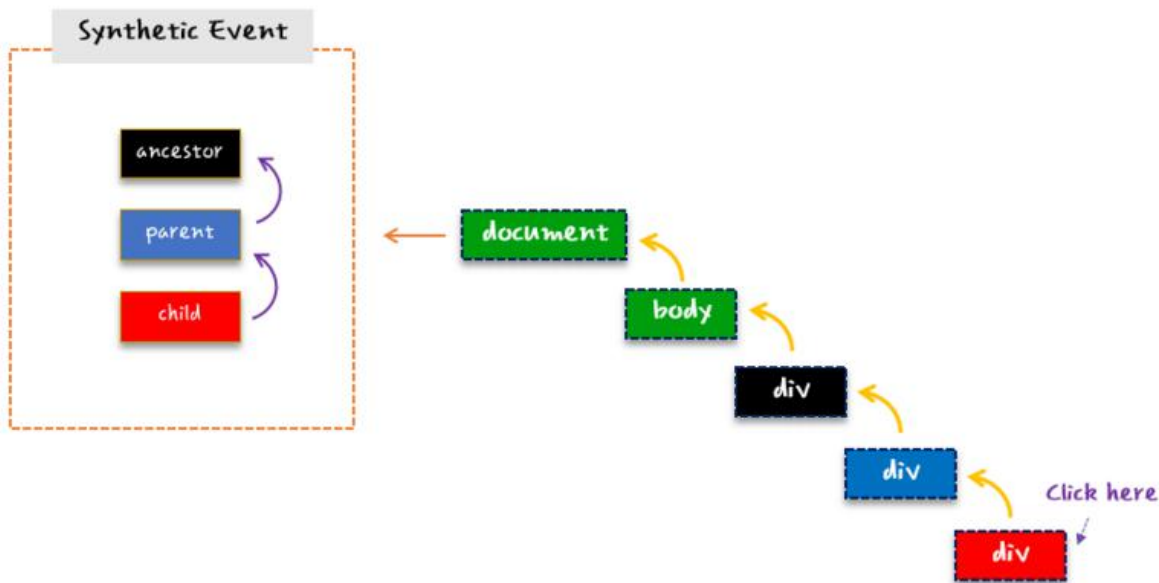 Synthetic Event
ancestor
parent
child
document
body
div
div
Click here
div